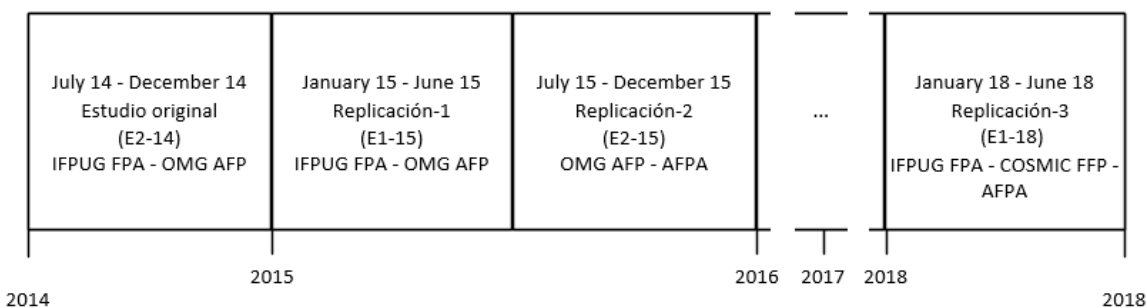 July 14 - December 14
Estudio original
(E2-14)
IFPUG FPA - OMG AFP
January 15 - June 15
Replicación-1
(E1-15)
IFPUG FPA - OMG AFP
July 15 - December 15
Replicación-2
(E2-15)
OMG AFP - AFPA
...
January 18 - June 18
Replicación-3
(E1-18)
IFPUG FPA - COSMIC FFP -
AFPA
2014
2015
2016
2017
2018
2018